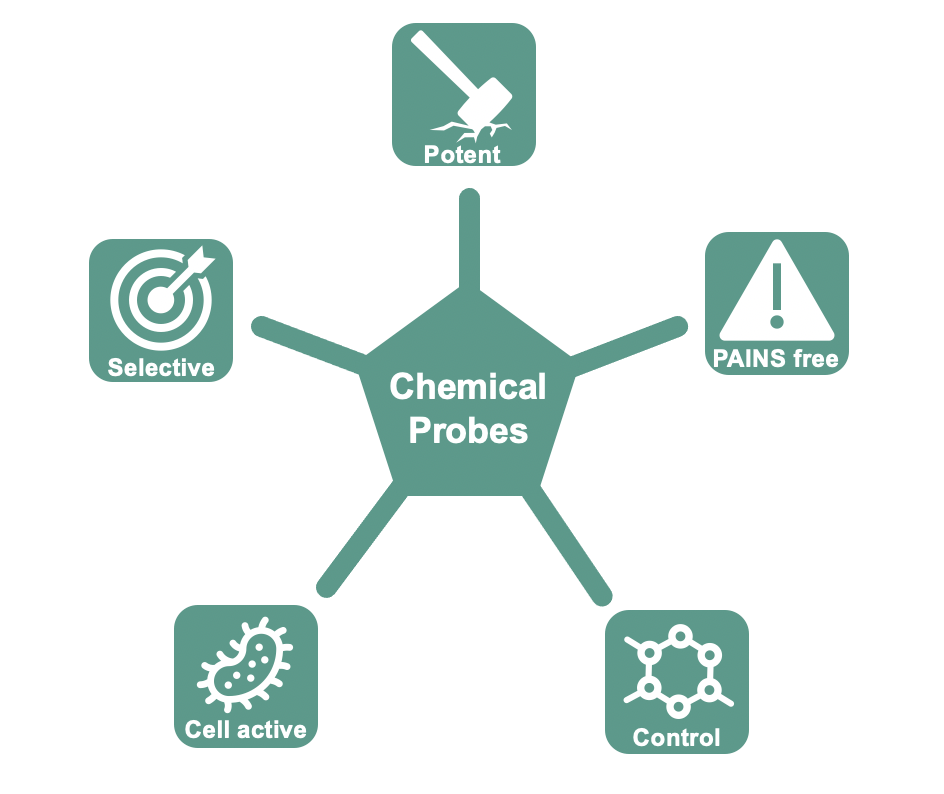 Potent
Selective
PAINS free
Chemical
Probes
Cell active
Control